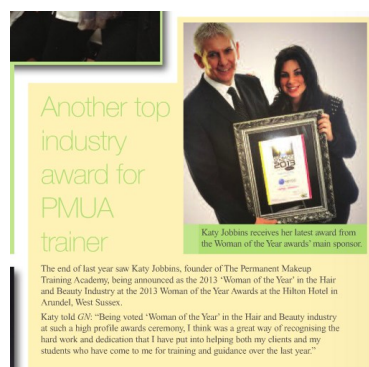 Another top
industry
award for
PMUA
trainer
2013
Katy Jobbins receives her latest award from
the Woman of the Year awards' main sponsor.
The end of last year saw Katy Jobbins, founder of The Permanent Makeup
Training Academy, being announced as the 2013 'Woman of the Year' in the Hair
and Beauty Industry at the 2013 Woman of the Year Awards at the Hilton Hotel in
Arundel, West Sussex.
Katy told GN: “Being voted ‘Woman of the Year’ in the Hair and Beauty industry
at such a high profile awards ceremony, I think was a great way of recognising the
hard work and dedication that I have put into helping both my clients and my
students who have come to me for training and guidance over the last year.”